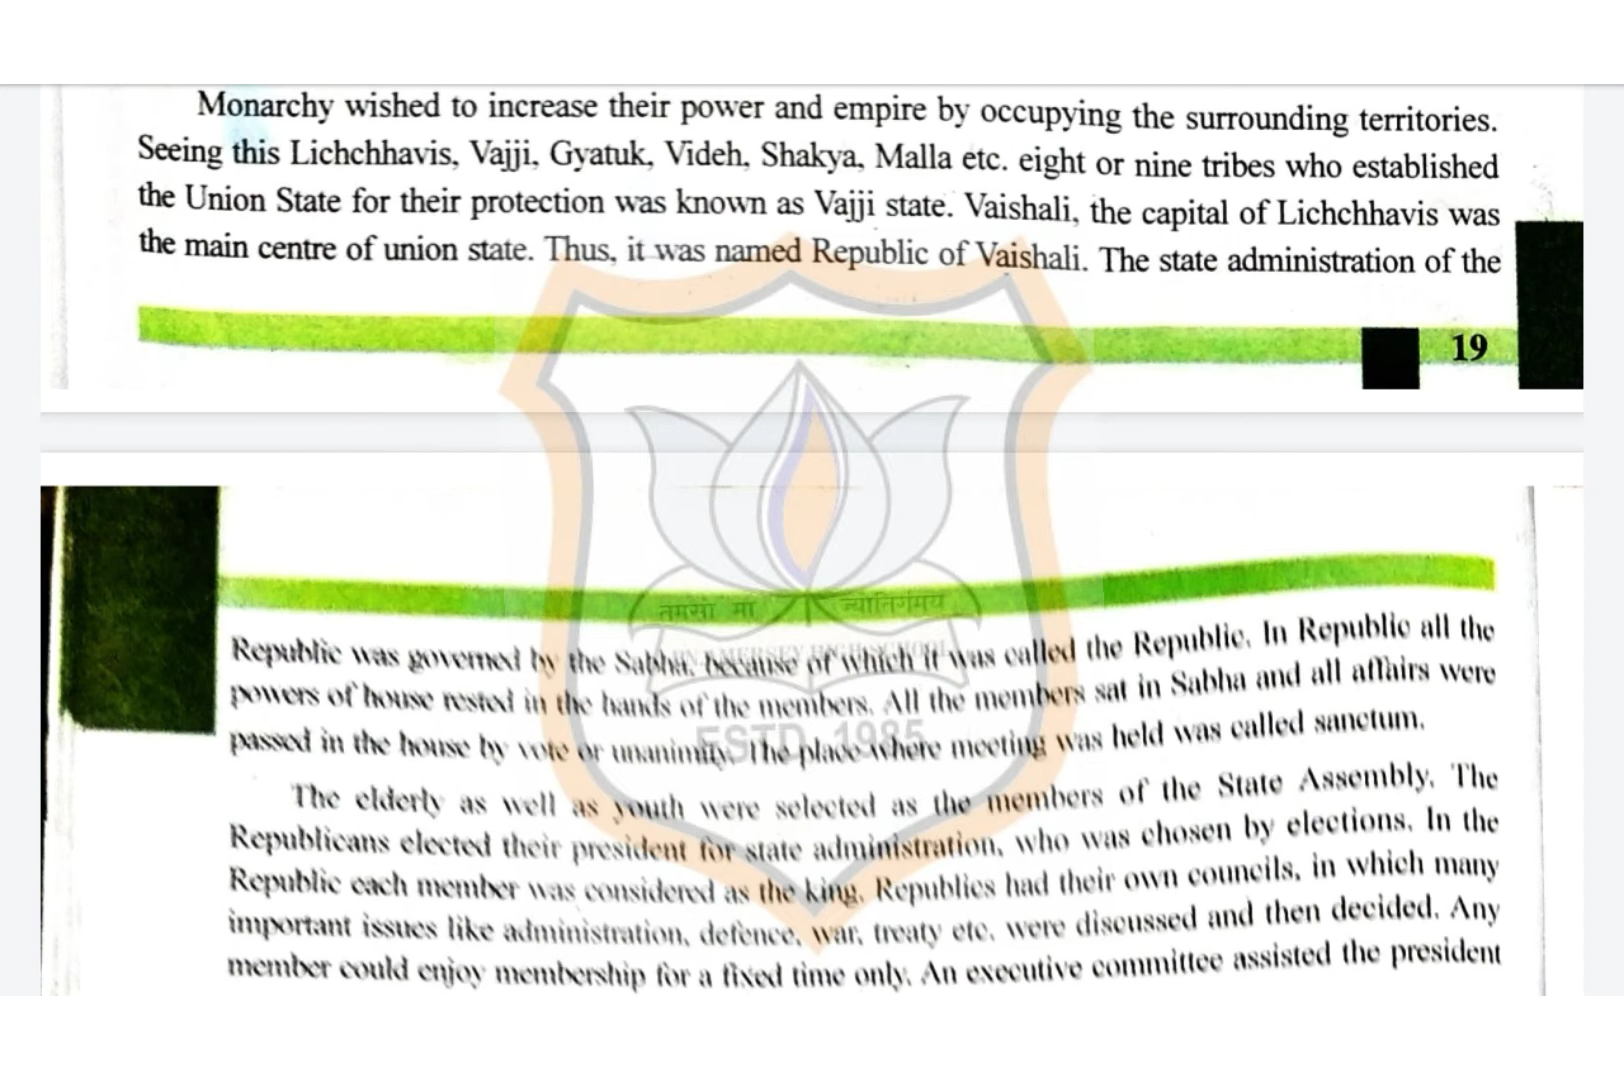 Monarchy wished to increase their power and empire by occupying the surrounding territories.
Seeing this Lichchhavis, Vajji, Gyatuk, Videh, Shakya, Malla etc. eight or nine tribes who established
the Union State for their protection was known as Vajji state. Vaishali, the capital of Lichchhavis was
the main centre of union state. Thus, it was named Republic of Vaishali. The state administration of the
19
तमसो मा ज्योतिर्गमय
Republic was governed by the Sabha, because of which it was called the Republic. In Republic all the
HIGH SCHOOL
powers of house rested in the hands of the members. All the members sat in Sabha and all affairs were
ESTD. 1985
passed in the house by vote or unanimity. The place where meeting was held was called sanctum.
The elderly as well as youth were selected as the members of the State Assembly. The
Republicans elected their president for state administration, who was chosen by elections. In the
Republic each member was considered as the king. Republics had their own councils, in which many
important issues like administration, defence, war, treaty etc. were discussed and then decided. Any
member could enjoy membership for a fixed time only. An executive committee assisted the president